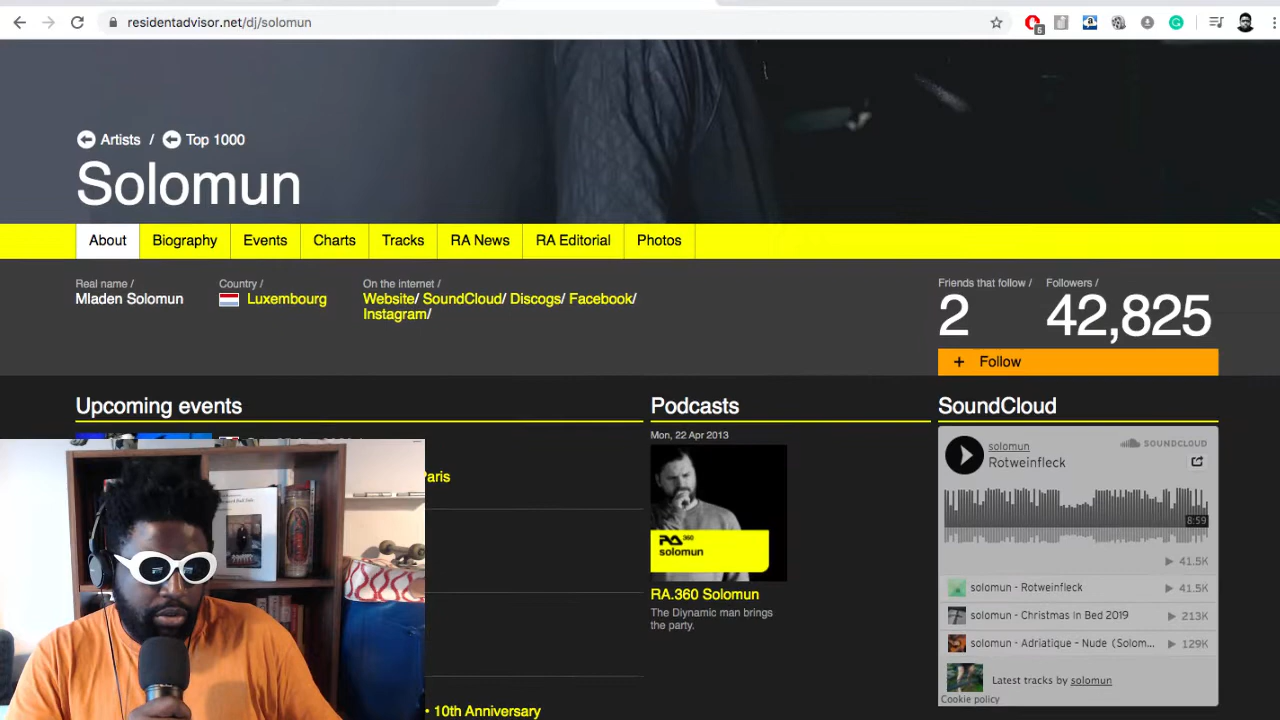 residentadvisor.net/dj/solomun
5
Artists / Top 1000
Solomun
About Biography Events Charts Tracks RA News RA Editorial Photos
Real name / Country / On the internet / Friends that follow / Followers /
Mladen Solomun Luxembourg Website/ SoundCloud/ Discogs/ Facebook/
Instagram/
2 42,825
+ Follow
Upcoming events Podcasts SoundCloud
Mon, 22 Apr 2013
solomun SOUNDCLOUD
Rotweinfleck
Paris
8:59
RA 360
solomun
41.5K
RA.360 Solomun
The Diynamic man brings
the party.
solomun - Rotweinfleck 41.5K
solomun - Christmas In Bed 2019 213K
solomun - Adriatique - Nude (Solom... 129K
Latest tracks by solomun
Cookie policy
• 10th Anniversary